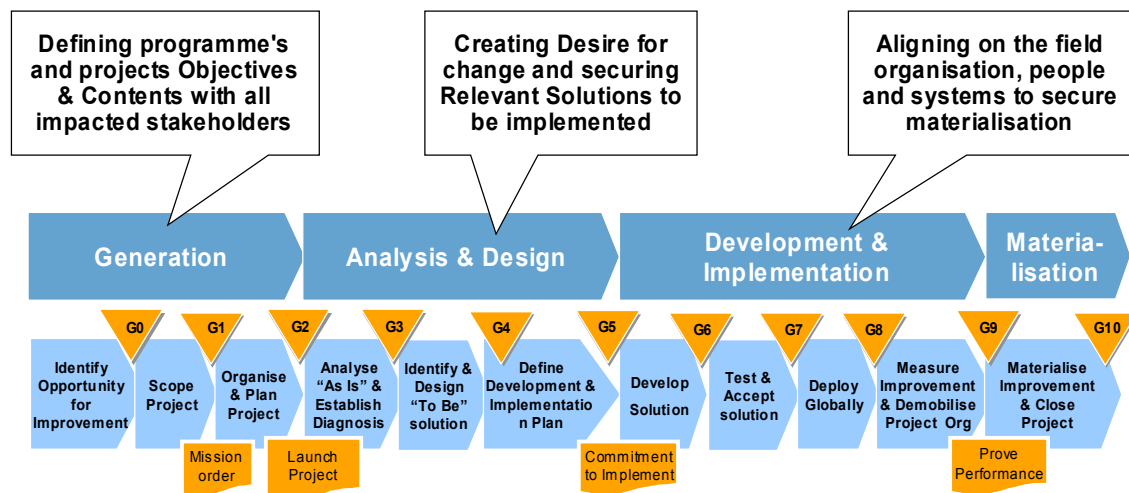 Defining programme's
and projects Objectives
& Contents with all
impacted stakeholders
Creating Desire for
change and securing
Relevant Solutions to
be implemented
Aligning on the field
organisation, people
and systems to secure
materialisation
Generation
Analysis & Design
Development &
Implementation
Materia-
lisation
G0
G1
G2
G3
G4
G5
G6
G7
G8
G9
G10
Identify
Opportunity
for
Improvement
Scope
Project
Organise
& Plan
Project
Analyse
“As Is” &
Establish
Diagnosis
Identify &
Design
“To Be”
solution
Define
Development &
Implementatio
n Plan
Develop
Solution
Test &
Accept
solution
Deploy
Globally
Measure
Improvement
& Demobilise
Project Org
Materialise
Improvement
& Close
Project
Mission
order
Launch
Project
Commitment
to Implement
Prove
Performance